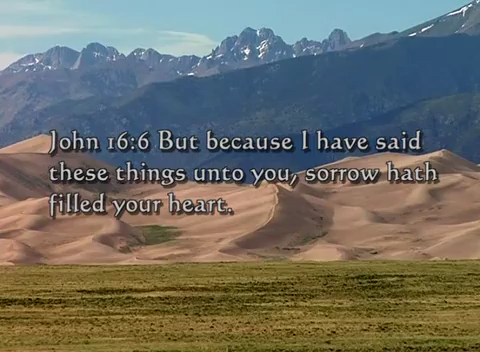 John 16:6 But because I have said
these things unto you, sorrow hath
filled your heart.